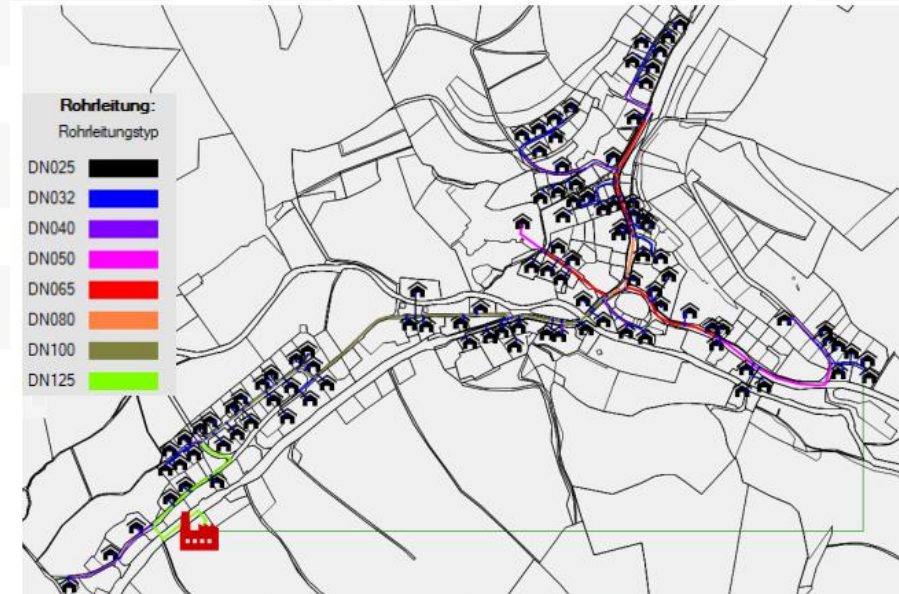 Rohrleitung:
Rohrleitungstyp
DN025
DN032
DN040
DN050
DN065
DN080
DN100
DN125